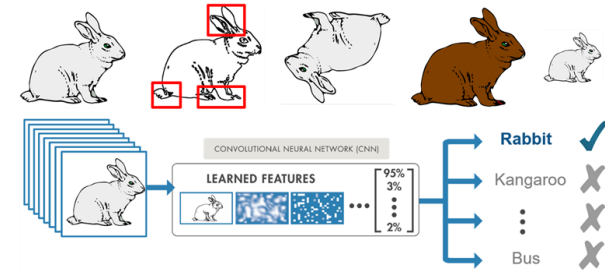 CONVOLUTIONAL NEURAL NETWORK (CNN)
LEARNED FEATURES
95%
3%
2%
Rabbit
Kangaroo
Bus